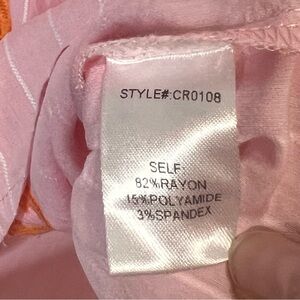 STYLE#:CR0108
SELF:
82%RAYON
15%POLYAMIDE
3%SPANDEX